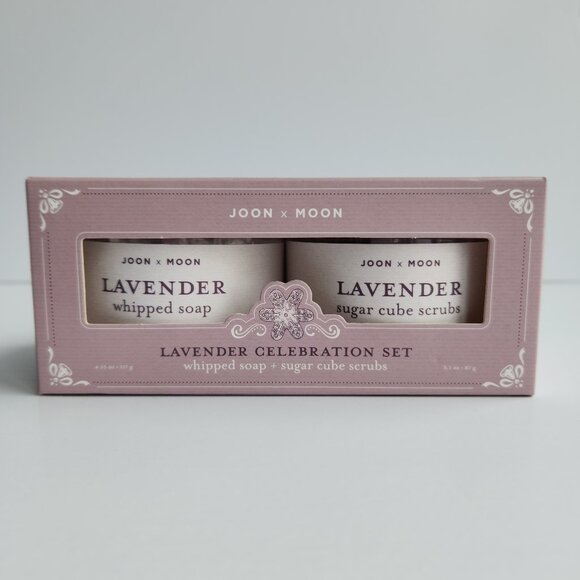 JOON x MOON
JOON x MOON
LAVENDER
whipped soap
JOON x MOON
LAVENDER
sugar cube scrubs
LAVENDER CELEBRATION SET
whipped soap + sugar cube scrubs